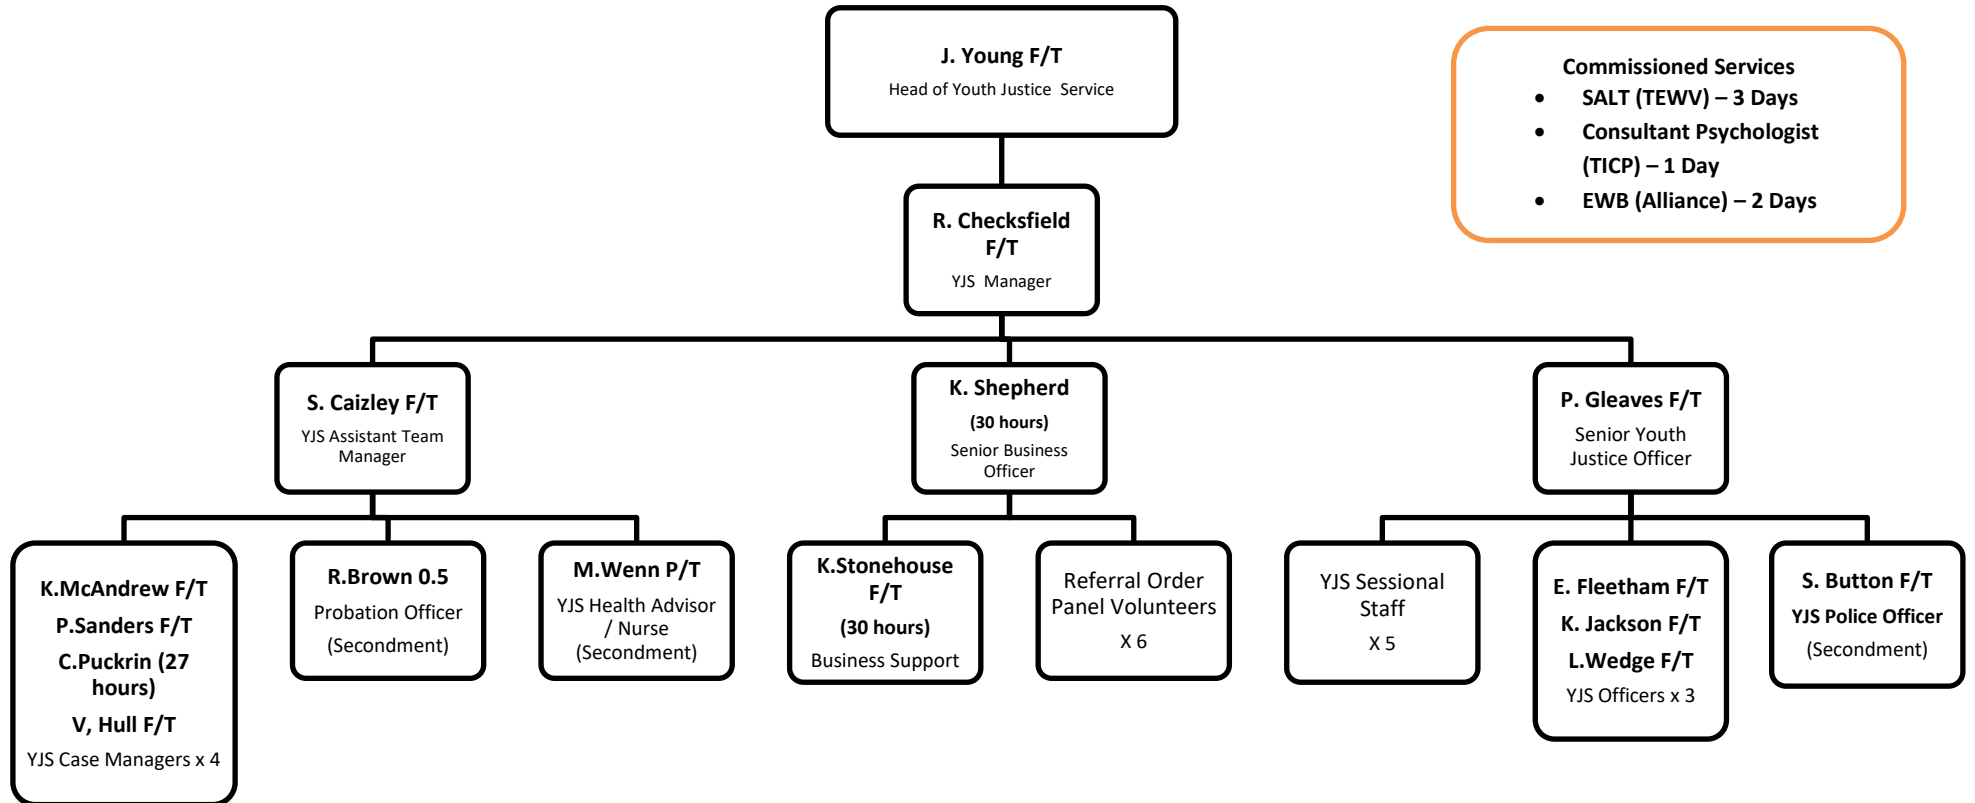 J. Young F/T
Head of Youth Justice Service
Commissioned Services
• SALT (TEWV) – 3 Days
• Consultant Psychologist
(TICP) – 1 Day
• EWB (Alliance) – 2 Days
R. Checksfield
F/T
YJS Manager
S. Caizley F/T
YJS Assistant Team
Manager
K. Shepherd
(30 hours)
Senior Business
Officer
P. Gleaves F/T
Senior Youth
Justice Officer
K.McAndrew F/T
P.Sanders F/T
C.Puckrin (27
hours)
V, Hull F/T
YJS Case Managers x 4
R.Brown 0.5
Probation Officer
(Secondment)
M.Wenn P/T
YJS Health Advisor
/ Nurse
(Secondment)
K.Stonehouse
F/T
(30 hours)
Business Support
Referral Order
Panel Volunteers
X 6
YJS Sessional
Staff
X 5
E. Fleetham F/T
K. Jackson F/T
L.Wedge F/T
YJS Officers x 3
S. Button F/T
YJS Police Officer
(Secondment)